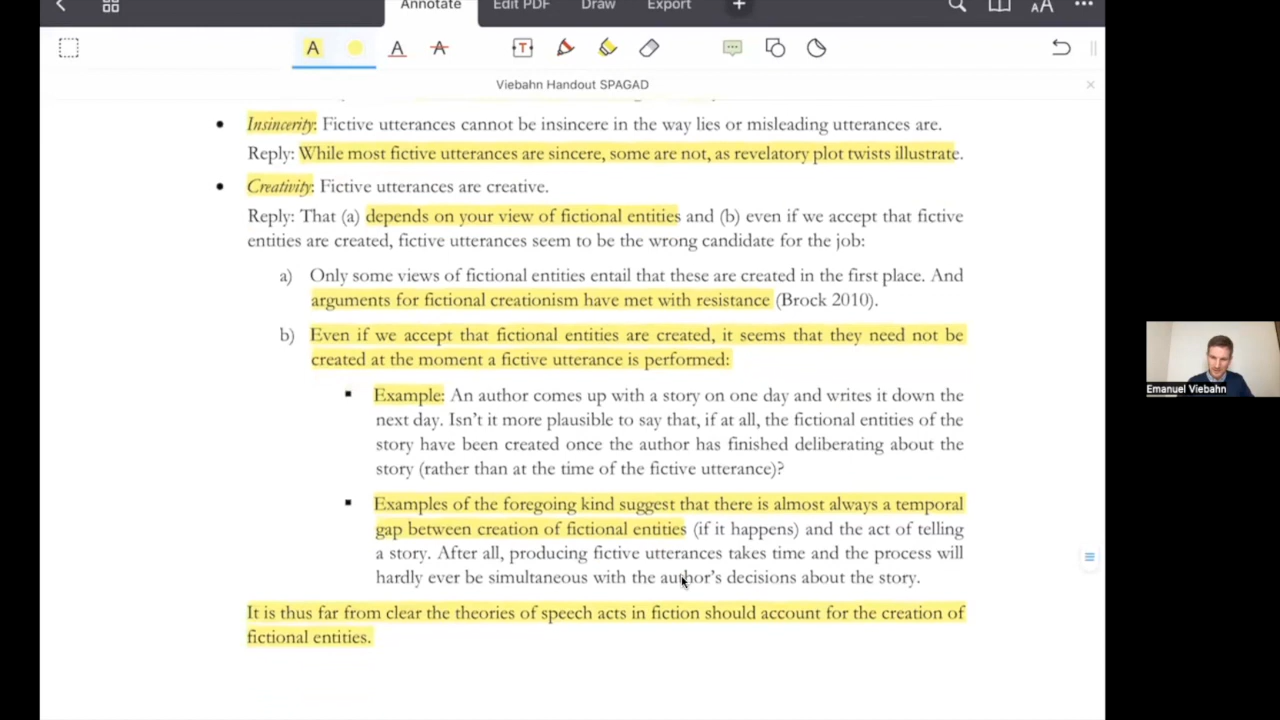 Annotate Edit PDF Draw Export
Viebahn Handout SPAGAD
Insincerity: Fictive utterances cannot be insincere in the way lies or misleading utterances are.
Reply: While most fictive utterances are sincere, some are not, as revelatory plot twists illustrate.
Creativity: Fictive utterances are creative.
Reply: That (a) depends on your view of fictional entities and (b) even if we accept that fictive
entities are created, fictive utterances seem to be the wrong candidate for the job:
a) Only some views of fictional entities entail that these are created in the first place. And
arguments for fictional creationism have met with resistance (Brock 2010).
b) Even if we accept that fictional entities are created, it seems that they need not be
created at the moment a fictive utterance is performed:
Example: An author comes up with a story on one day and writes it down the
next day. Isn't it more plausible to say that, if at all, the fictional entities of the
story have been created once the author has finished deliberating about the
story (rather than at the time of the fictive utterance)?
Examples of the foregoing kind suggest that there is almost always a temporal
gap between creation of fictional entities (if it happens) and the act of telling
a story. After all, producing fictive utterances takes time and the process will
hardly ever be simultaneous with the author's decisions about the story.
It is thus far from clear the theories of speech acts in fiction should account for the creation of
fictional entities.
Emanuel Viebahn